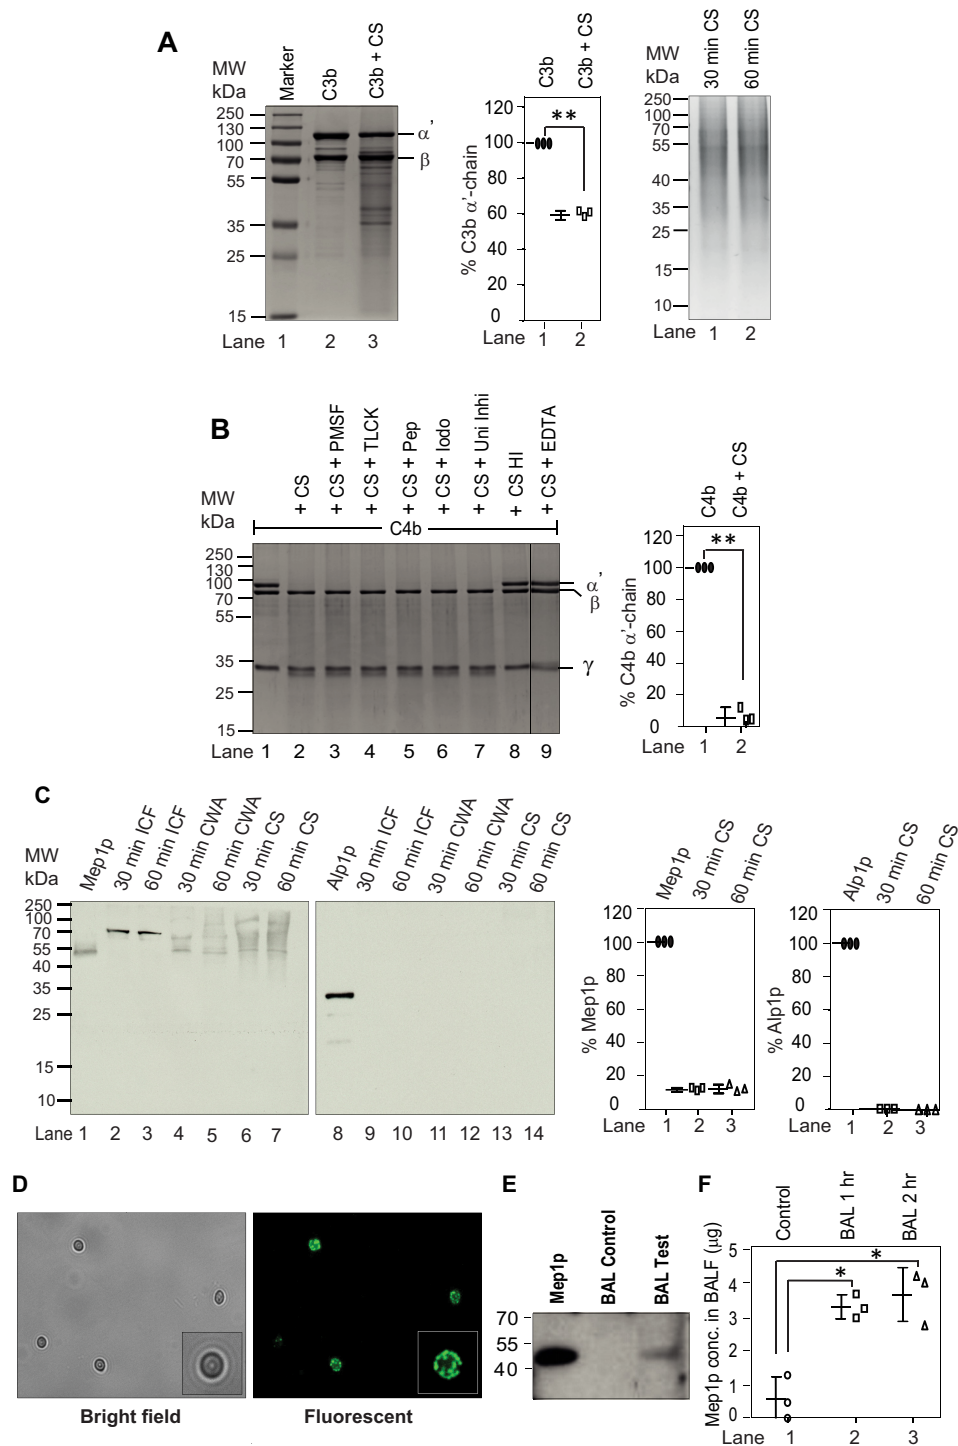 A
MW
kDa
Marker
C3b
C3b + CS
250
130
100
70
55
35
25
15
α'
β
Lane 1 2 3
C3b
C3b + CS
% C3b α'-chain
120
100
80
60
40
20
0
**
Lane 1 2
MW
kDa
30 min CS
60 min CS
250
100
70
55
40
35
25
15
10
Lane 1 2
B
MW
kDa
+ CS
+ CS + PMSF
+ CS + TLCK
+ CS + Pep
+ CS + Iodo
+ CS + Uni Inhi
+ CS HI
+ CS + EDTA
C4b
250
130
100
70
55
35
25
15
α'
β
γ
Lane 1 2 3 4 5 6 7 8 9
C4b
C4b + CS
% C4b α'-chain
120
100
80
60
40
20
0
**
Lane 1 2
C
MW
kDa
Mep1p
30 min ICF
60 min ICF
30 min CWA
60 min CWA
30 min CS
60 min CS
Alp1p
30 min ICF
60 min ICF
30 min CWA
60 min CWA
30 min CS
60 min CS
250
100
70
55
40
35
25
15
10
Lane 1 2 3 4 5 6 7 8 9 10 11 12 13 14
Mep1p
30 min CS
60 min CS
% Mep1p
120
100
80
60
40
20
0
Lane 1 2 3
Alp1p
30 min CS
60 min CS
% Alp1p
120
100
80
60
40
20
0
Lane 1 2 3
D
Bright field
Fluorescent
E
Mep1p
BAL Control
BAL Test
70
55
40
F
Control
BAL 1 hr
BAL 2 hr
Mep1p conc. in BALF (μg)
5
4
3
2
1
0
*
*
Lane 1 2 3